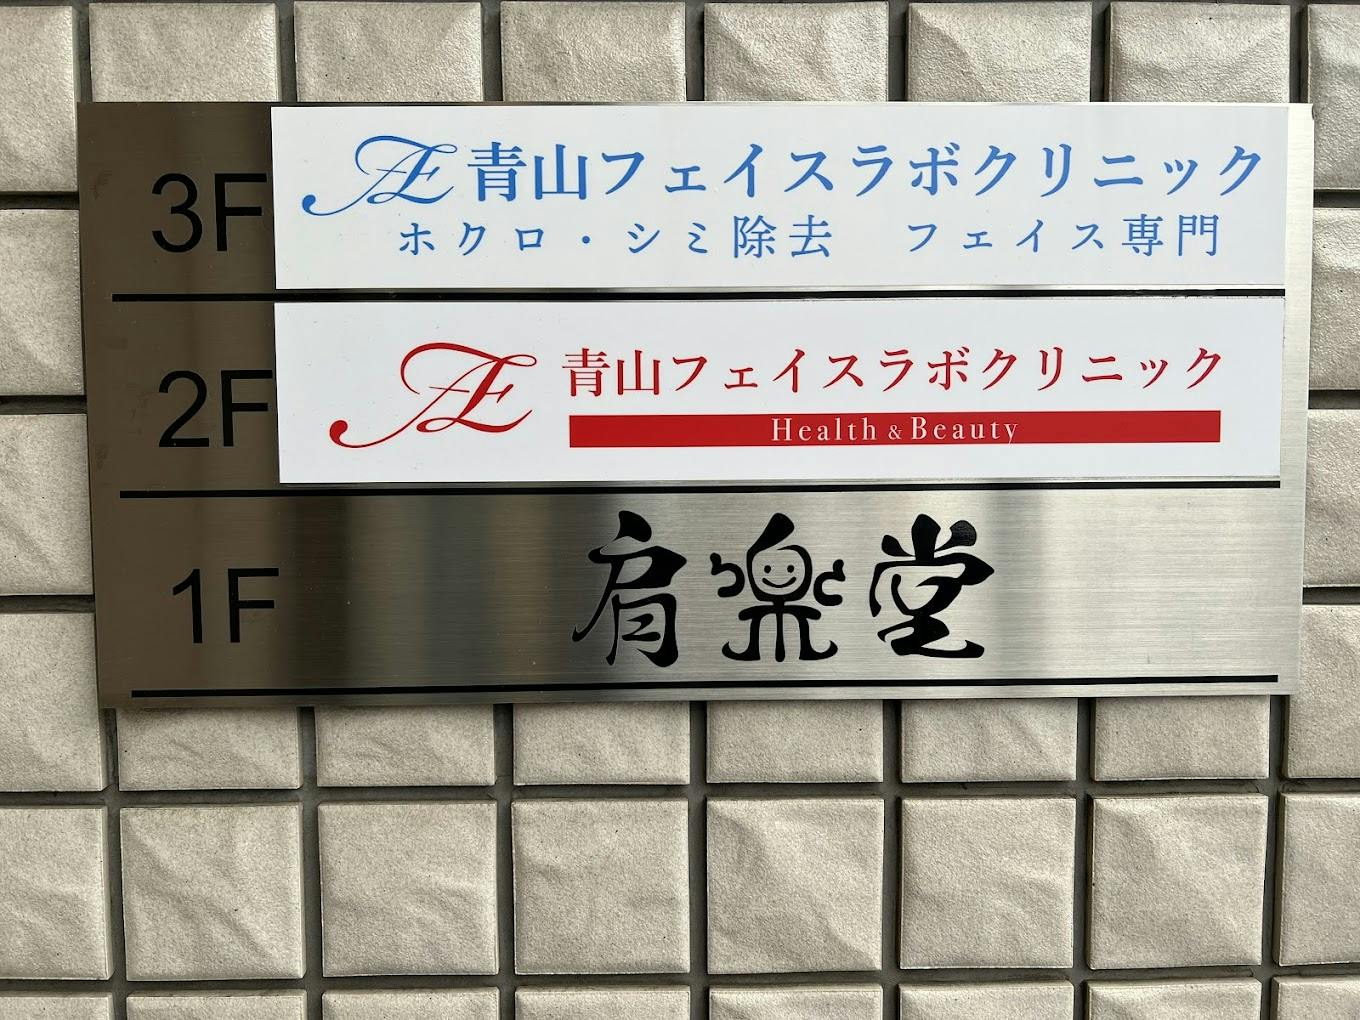 3F 青山フェイスラボクリニック
ホクロ・シミ除去 フェイス専門
2F 青山フェイスラボクリニック
Health & Beauty
1F 肩楽堂